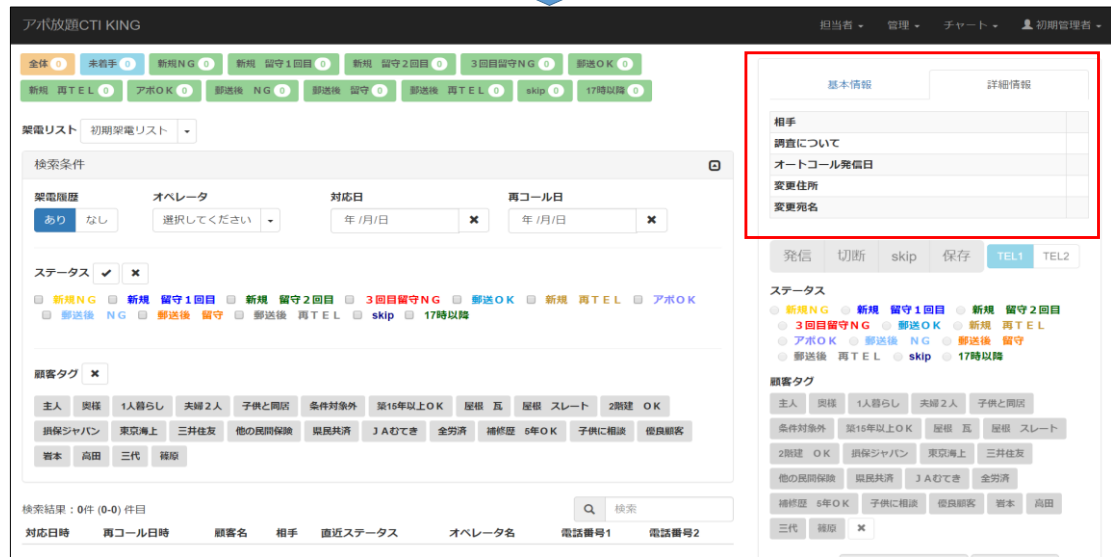 アポ放題CTI KING 担当者 管理 チャート 初期管理者
全体 0 未着手 0 新規NG 0 新規 留守1回目 0 新規 留守2回目 0 3回目留守NG 0 郵送OK 0
新規 再TEL 0 アポOK 0 郵送後 NG 0 郵送後 留守 0 郵送後 再TEL 0 skip 0 17時以降 0
架電リスト 初期架電リスト
検索条件
架電履歴 オペレータ 対応日 再コール日
あり なし 選択してください 年 /月/日 年 /月/日
ステータス
新規NG 新規 留守1回目 新規 留守2回目 3回目留守NG 郵送OK 新規 再TEL アポOK
郵送後 NG 郵送後 留守 郵送後 再TEL skip 17時以降
顧客タグ
主人 奥様 1人暮らし 夫婦2人 子供と同居 条件対象外 築15年以上OK 屋根 瓦 屋根 スレート 2階建 OK
損保ジャパン 東京海上 三井住友 他の民間保険 県民共済 JAむてき 全労済 補修歴 5年OK 子供に相談 優良顧客
岩本 高田 三代 篠原
検索結果:0件 (0-0) 件目 検索
対応日時 再コール日時 顧客名 相手 直近ステータス オペレータ名 電話番号1 電話番号2
基本情報 詳細情報
相手
調査について
オートコール発信日
変更住所
変更宛名
発信 切断 skip 保存 TEL1 TEL2
ステータス
新規NG 新規 留守1回目 新規 留守2回目
3回目留守NG 郵送OK 新規 再TEL
アポOK 郵送後 NG 郵送後 留守
郵送後 再TEL skip 17時以降
顧客タグ
主人 奥様 1人暮らし 夫婦2人 子供と同居
条件対象外 築15年以上OK 屋根 瓦 屋根 スレート
2階建 OK 損保ジャパン 東京海上 三井住友
他の民間保険 県民共済 JAむてき 全労済
補修歴 5年OK 子供に相談 優良顧客 岩本 高田
三代 篠原